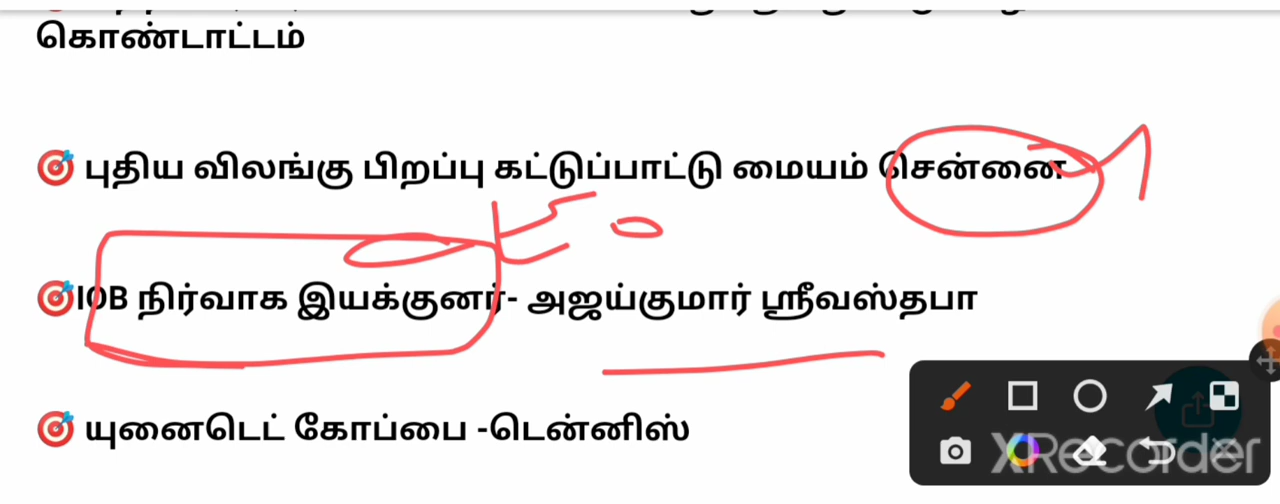 கொண்டாட்டம்
🎯 புதிய விலங்கு பிறப்பு கட்டுப்பாட்டு மையம் சென்னை
🎯IOB நிர்வாக இயக்குனர்- அஜய்குமார் ஸ்ரீவஸ்தபா
🎯 யுனைடெட் கோப்பை -டென்னிஸ்
XRecorder